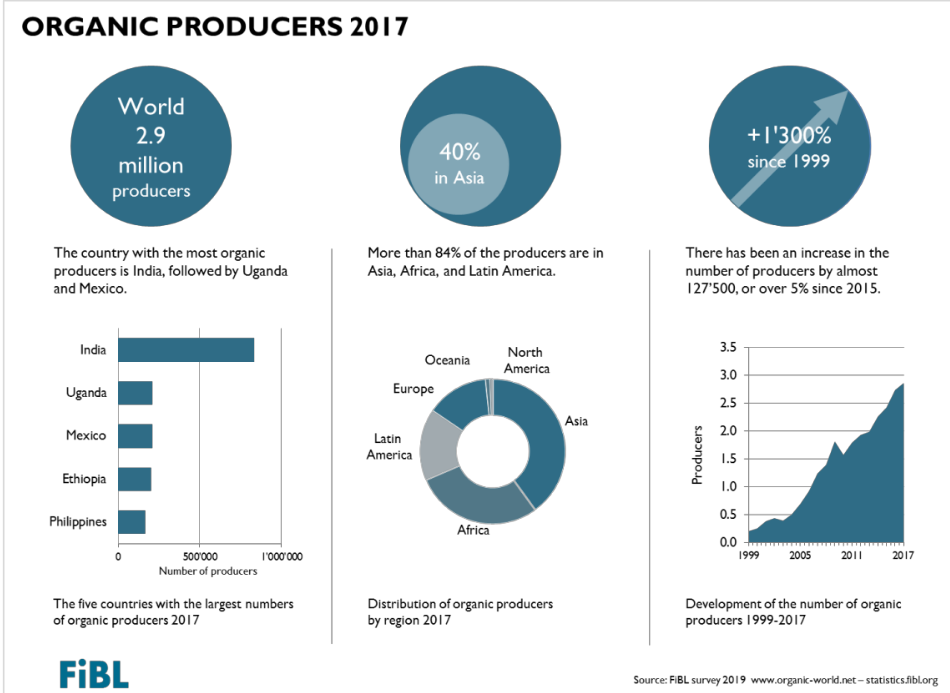 ORGANIC PRODUCERS 2017
World
2.9
million
producers
40%
in Asia
+1'300%
since 1999
The country with the most organic
producers is India, followed by Uganda
and Mexico.
More than 84% of the producers are in
Asia, Africa, and Latin America.
There has been an increase in the
number of producers by almost
127'500, or over 5% since 2015.
India
Uganda
Mexico
Ethiopia
Philippines
0 500'000 1'000'000
Number of producers
North
America
Oceania
Europe
Asia
Latin
America
Africa
3.5
3.0
2.5
2.0
1.5
1.0
0.5
0.0
Producers
1999 2005 2011 2017
The five countries with the largest numbers
of organic producers 2017
Distribution of organic producers
by region 2017
Development of the number of organic
producers 1999-2017
FiBL
Source: FiBL survey 2019 www.organic-world.net – statistics.fibl.org